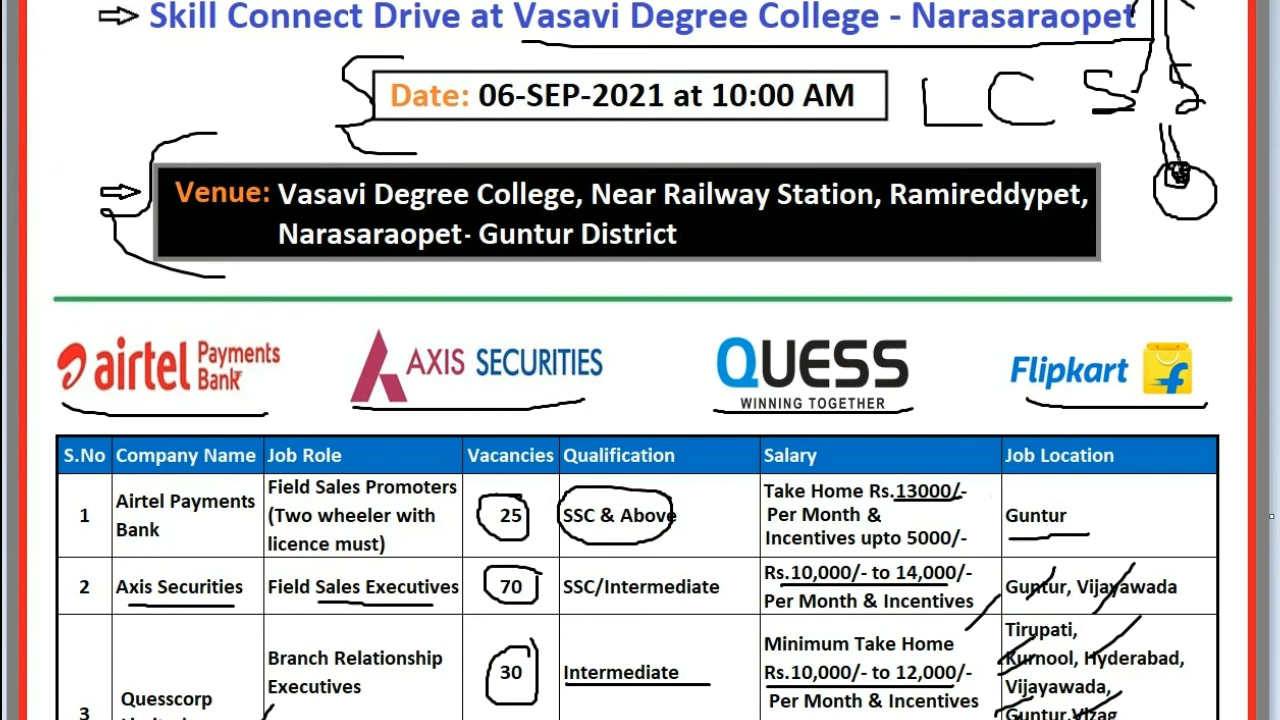 Skill Connect Drive at Vasavi Degree College - Narasaraopet
Date: 06-SEP-2021 at 10:00 AM
L C S S
Venue: Vasavi Degree College, Near Railway Station, Ramireddypet,
Narasaraopet- Guntur District
airtel Payments Bank
AXIS SECURITIES
QUESS
WINNING TOGETHER
Flipkart
S.No Company Name Job Role Vacancies Qualification Salary Job Location
1 Airtel Payments Bank Field Sales Promoters (Two wheeler with licence must) 25 SSC & Above Take Home Rs.13000/- Per Month & Incentives upto 5000/- Guntur
2 Axis Securities Field Sales Executives 70 SSC/Intermediate Rs.10,000/- to 14,000/- Per Month & Incentives Guntur, Vijayawada
3 Quesscorp Branch Relationship Executives 30 Intermediate Minimum Take Home Rs.10,000/- to 12,000/- Per Month & Incentives Tirupati, Kurnool, Hyderabad, Vijayawada, Guntur,Vizag